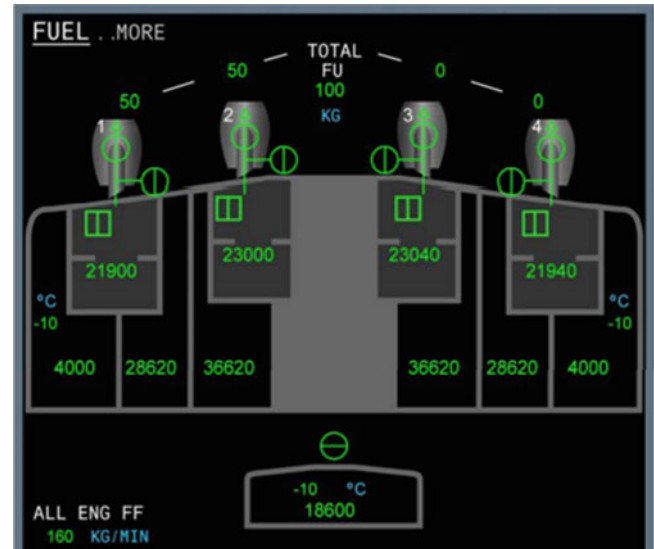 FUEL ..MORE
TOTAL
FU
50 50 100 0 0
KG
1 2 3 4
21900 23000 23040 21940
°C °C
-10 -10
4000 28620 36620 36620 28620 4000
-10 °C
18600
ALL ENG FF
160 KG/MIN